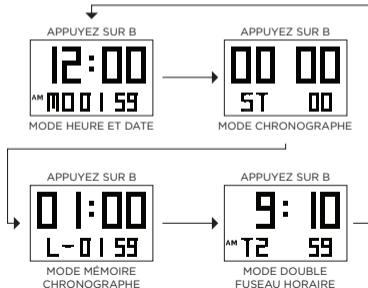 APPUYEZ SUR B
12:00
AM MO 01 59
MODE HEURE ET DATE
APPUYEZ SUR B
00 00
ST 00
MODE CHRONOGRAPHE
APPUYEZ SUR B
01:00
L-01 59
MODE MÉMOIRE
CHRONOGRAPHE
APPUYEZ SUR B
9:10
AM T2 59
MODE DOUBLE
FUSEAU HORAIRE